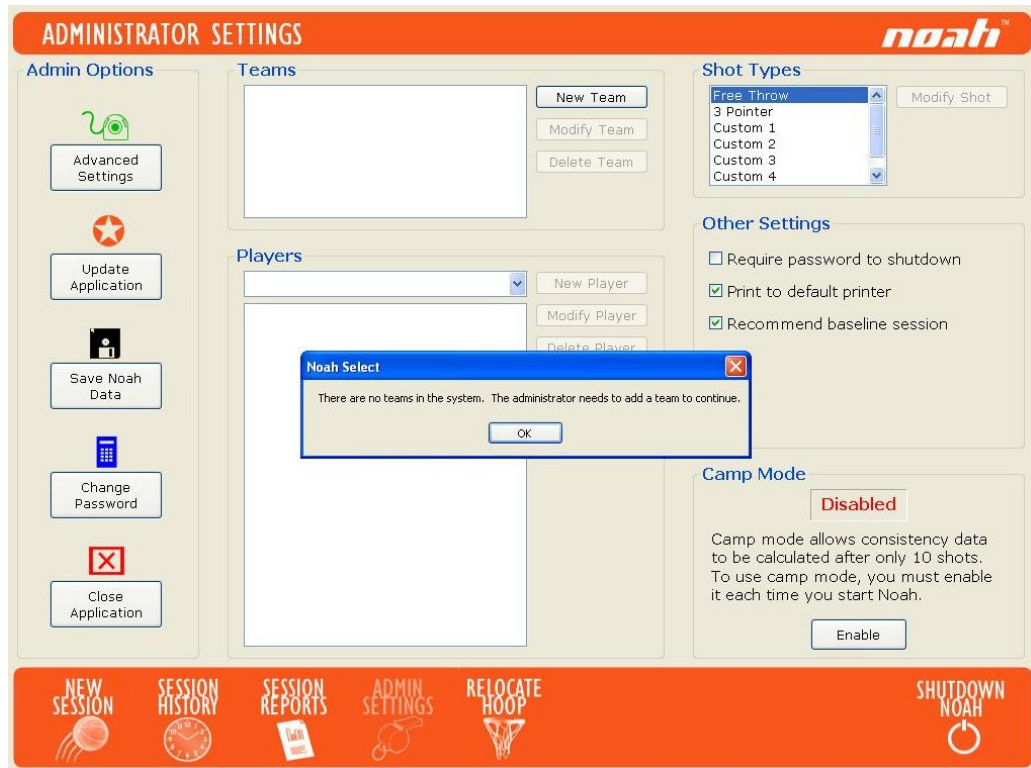 ADMINISTRATOR SETTINGS
noah™
Admin Options
Advanced
Settings
Update
Application
Save Noah
Data
Change
Password
Close
Application
Teams
New Team
Modify Team
Delete Team
Players
New Player
Modify Player
Delete Player
Shot Types
Free Throw
3 Pointer
Custom 1
Custom 2
Custom 3
Custom 4
Modify Shot
Other Settings
Require password to shutdown
Print to default printer
Recommend baseline session
Noah Select
There are no teams in the system. The administrator needs to add a team to continue.
OK
Camp Mode
Disabled
Camp mode allows consistency data
to be calculated after only 10 shots.
To use camp mode, you must enable
it each time you start Noah.
Enable
NEW
SESSION
SESSION
HISTORY
SESSION
REPORTS
ADMIN
SETTINGS
RELOCATE
HOOP
SHUTDOWN
NOAH